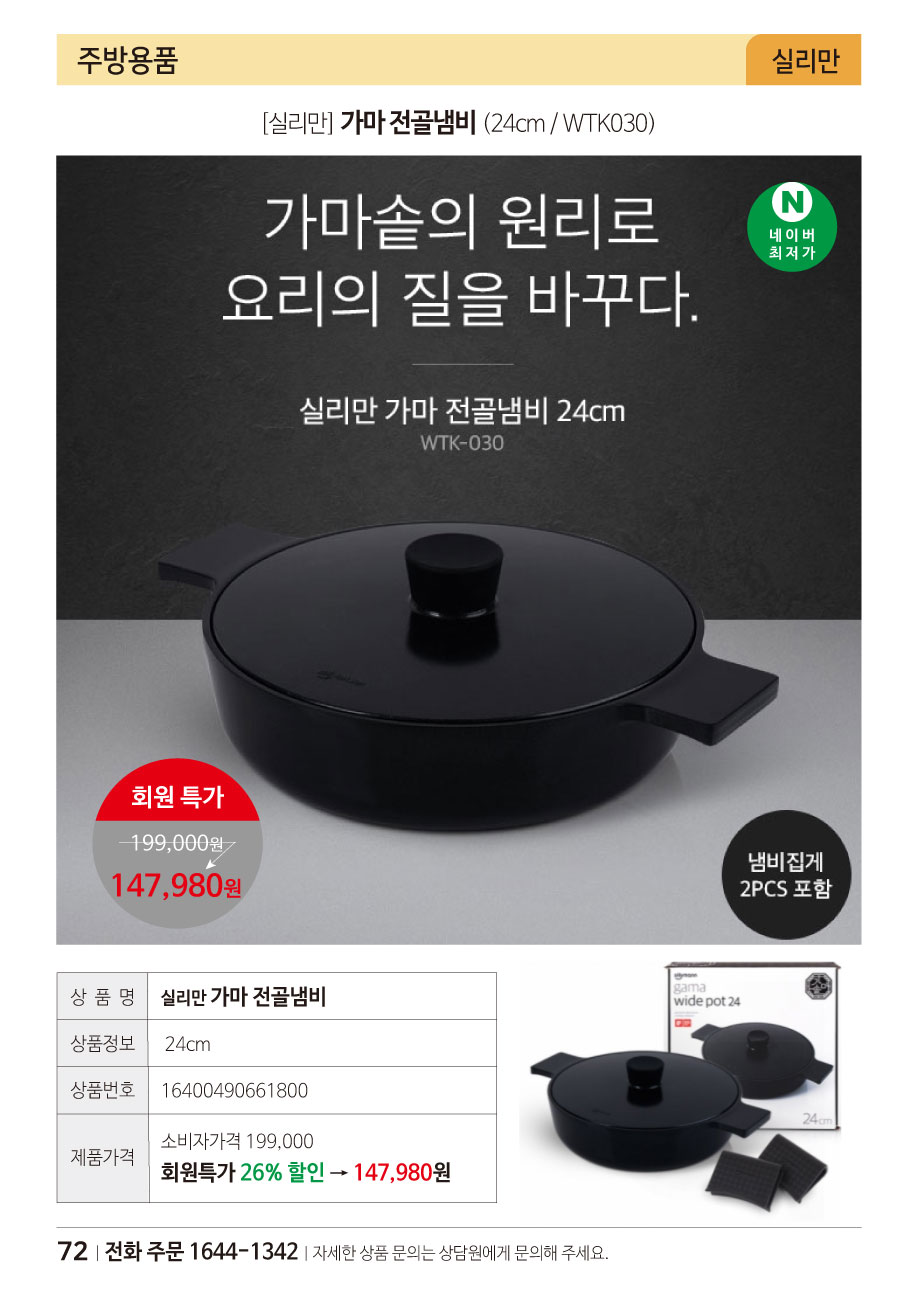 주방용품
실리만
[실리만] 가마 전골냄비 (24cm / WTK030)
가마솥의 원리로
요리의 질을 바꾸다.
N
네이버
최저가
실리만 가마 전골냄비 24cm
WTK-030
회원 특가
199,000원
147,980원
냄비집게
2PCS 포함
상 품 명
실리만 가마 전골냄비
상품정보
24cm
상품번호
16400490661800
제품가격
소비자가격 199,000
회원특가 26% 할인 → 147,980원
gama
wide pot 24
24cm
72 | 전화 주문 1644-1342 | 자세한 상품 문의는 상담원에게 문의해 주세요.